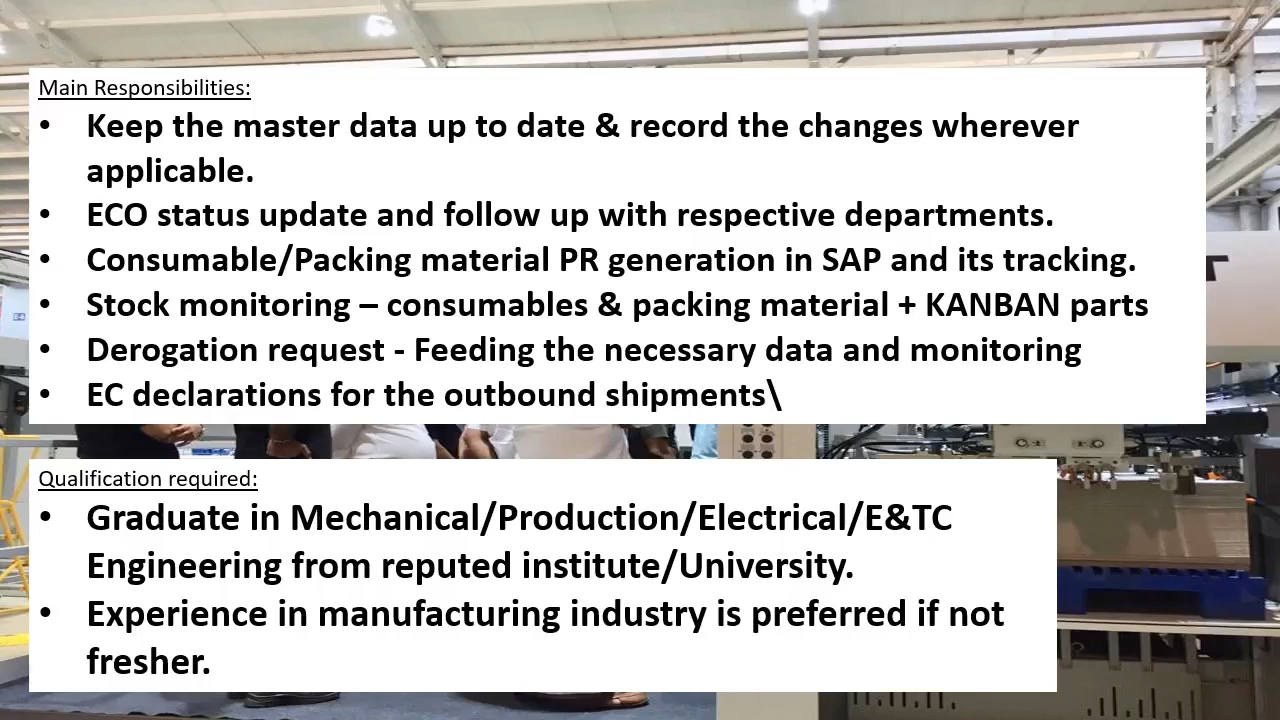 Main Responsibilities:
• Keep the master data up to date & record the changes wherever
applicable.
• ECO status update and follow up with respective departments.
• Consumable/Packing material PR generation in SAP and its tracking.
• Stock monitoring – consumables & packing material + KANBAN parts
• Derogation request - Feeding the necessary data and monitoring
• EC declarations for the outbound shipments\
Qualification required:
• Graduate in Mechanical/Production/Electrical/E&TC
Engineering from reputed institute/University.
• Experience in manufacturing industry is preferred if not
fresher.